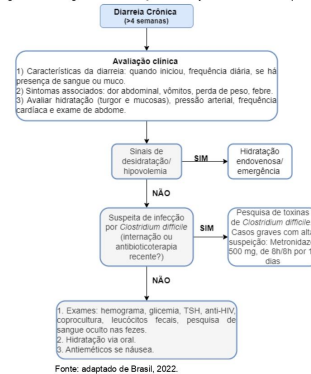 Diarreia Crônica
(>4 semanas)
Avaliação clínica
1) Características da diarreia: quando iniciou, frequência diária, se há
presença de sangue ou muco.
2) Sintomas associados: dor abdominal, vômitos, perda de peso, febre.
3) Avaliar hidratação (turgor e mucosas), pressão arterial, frequência
cardíaca e exame de abdome.
Sinais de
desidratação/
hipovolemia
SIM
Hidratação
endovenosa/
emergência
NÃO
Suspeita de infecção
por Clostridium difficile
(internação ou
antibioticoterapia
recente?)
SIM
Pesquisa de toxinas
de Clostridium difficile
Casos graves com alta
suspeição:
500 mg, de 8h/8h por
dias
NÃO
1. Exames: hemograma, glicemia, TSH, anti-HIV,
coprocultura, leucócitos fecais, pesquisa de
sangue oculto nas fezes.
2. Hidratação via oral.
3. Antieméticos se náusea.
Fonte: adaptado de Brasil, 2022.